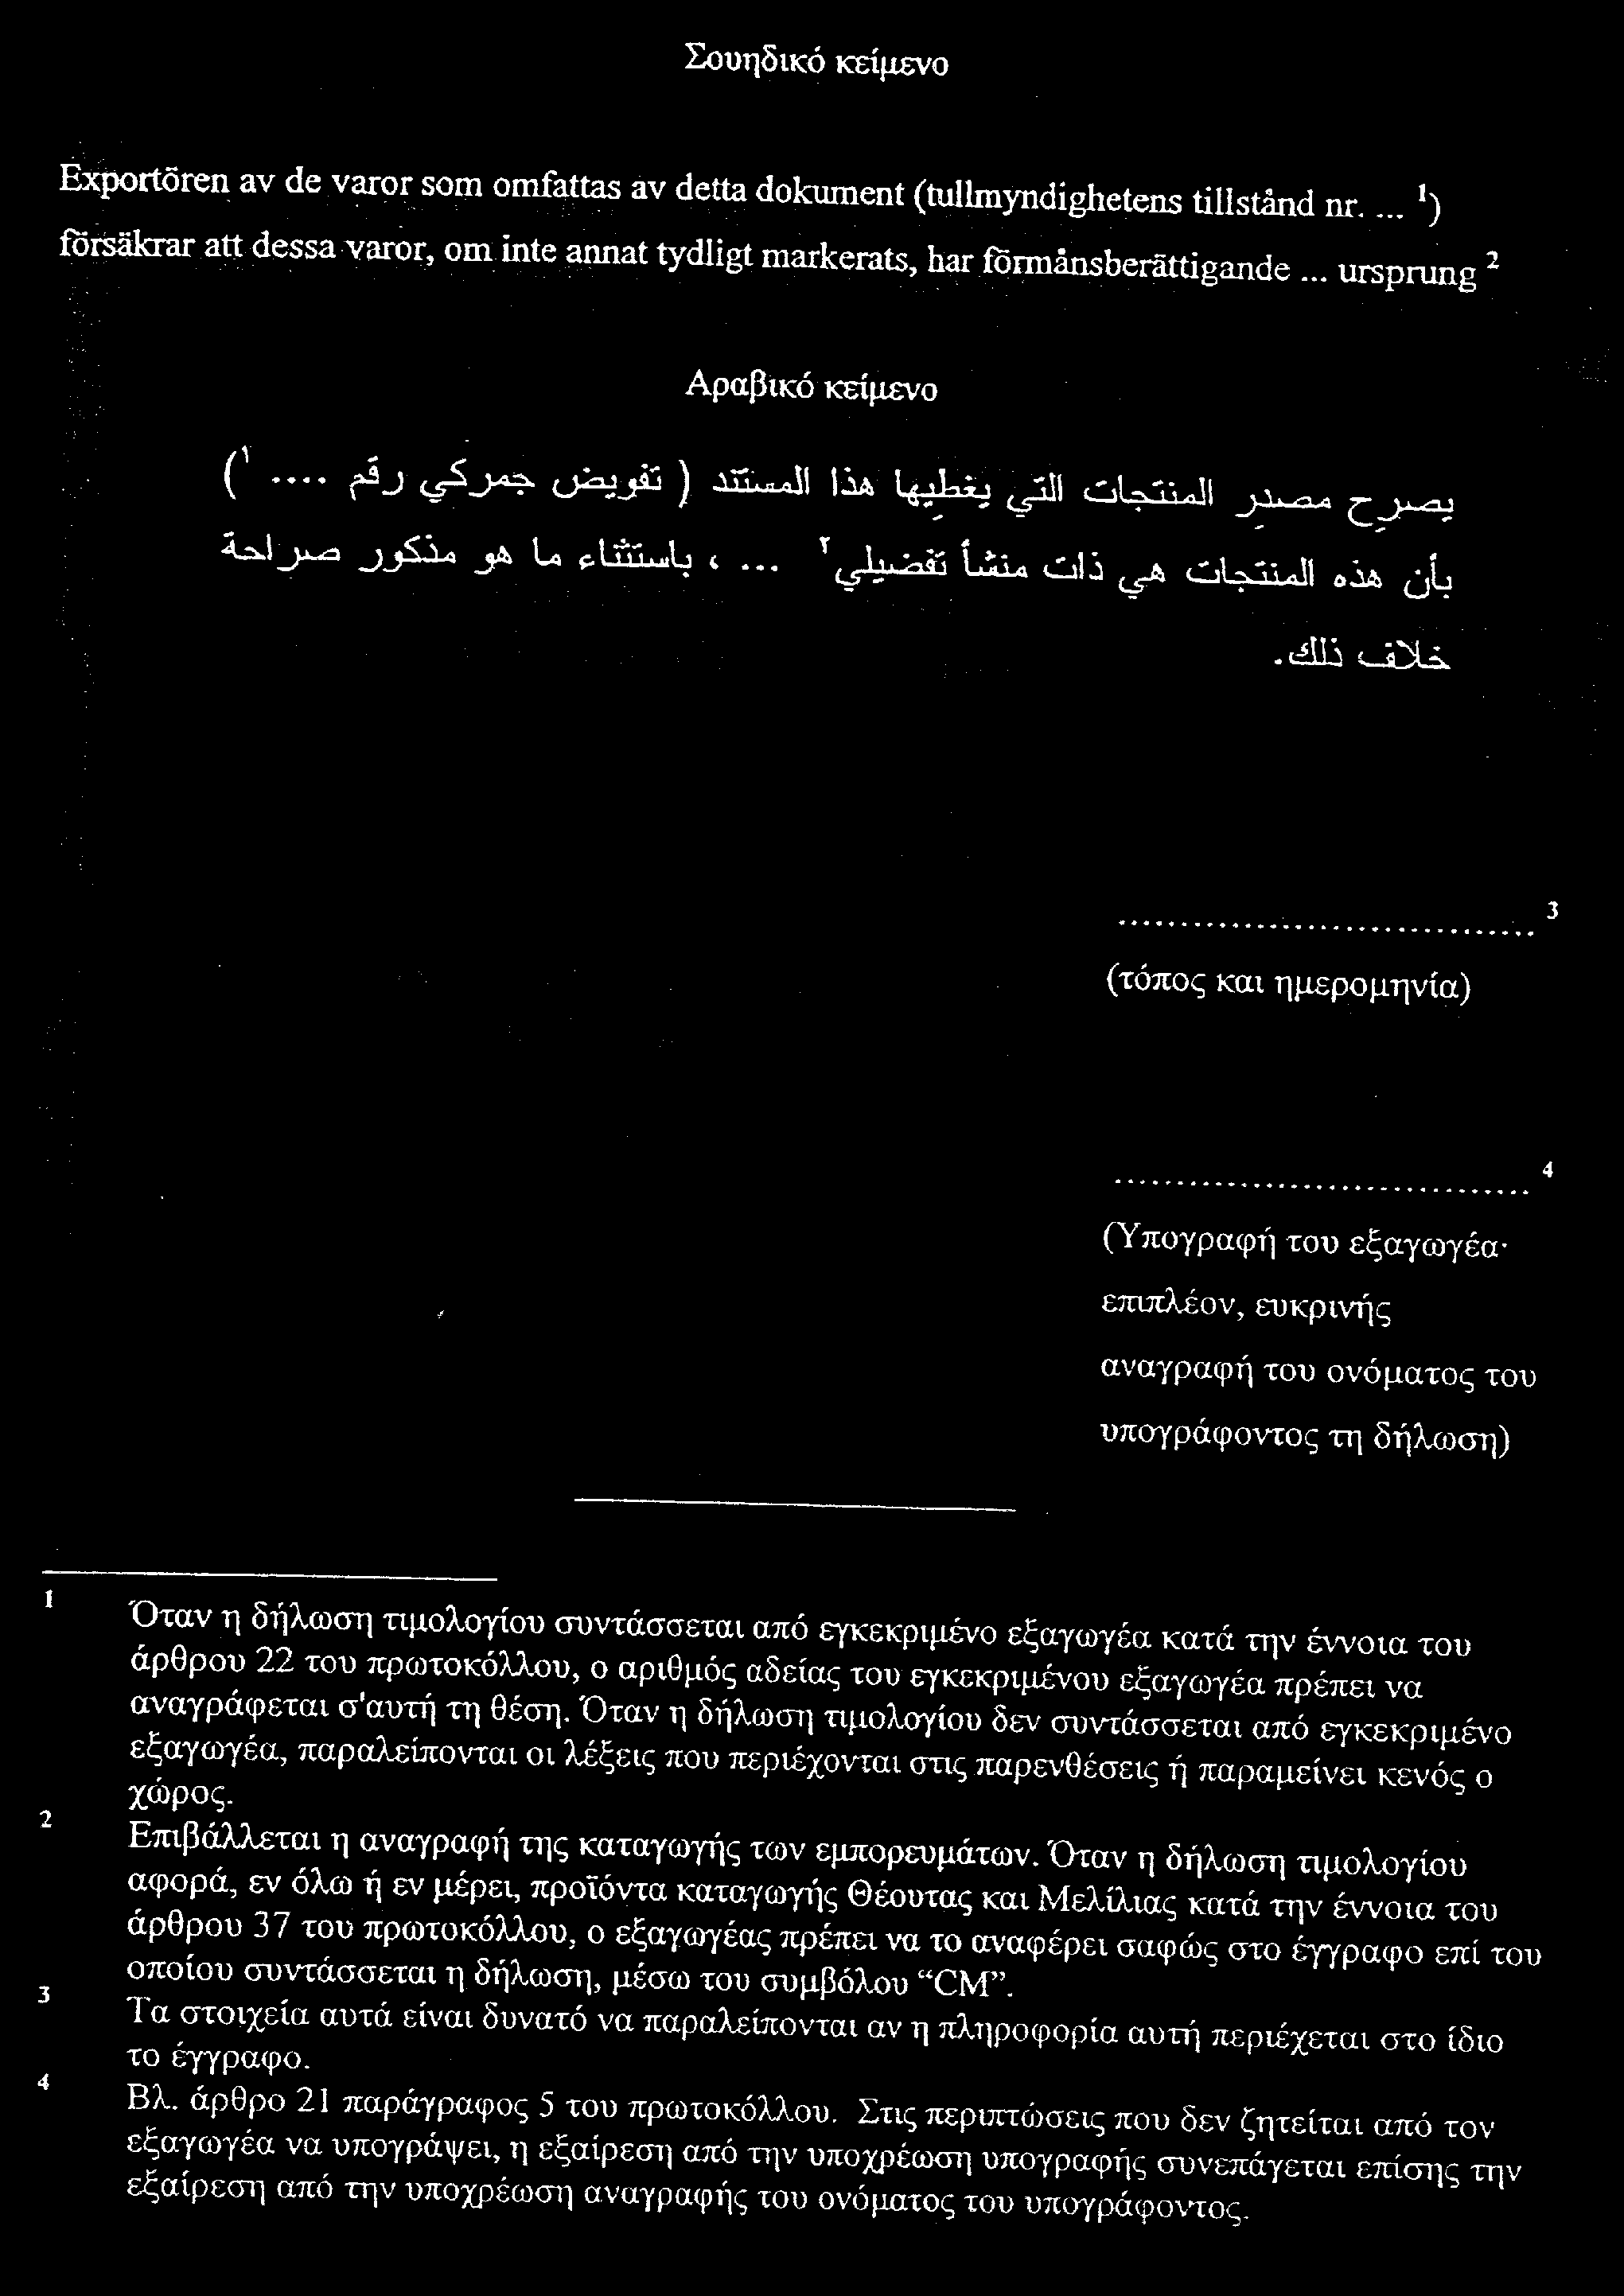 Σουηδικό κείμενο
Exportören av de varor som omfattas av detta dokument (tullmyndighetens tillstånd nr. ... ¹)
försäkrar att dessa varor, om inte annat tydligt markerats, har förmånsberättigande ... ursprung ²
Αραβικό κείμενο
يصرح مصدر المنتجات التي يغطيها هذا المستند ( تفويض جمركي رقم .... ¹)
بأن هذه المنتجات هي ذات منشأ تفضيلي ٢ ... ، باستثناء ما هو مذكور صراحة
خلاف ذلك.
................................. ³
(τόπος και ημερομηνία)
................................. ⁴
(Υπογραφή του εξαγωγέα·
επιπλέον, ευκρινής
αναγραφή του ονόματος του
υπογράφοντος τη δήλωση)
1 Όταν η δήλωση τιμολογίου συντάσσεται από εγκεκριμένο εξαγωγέα κατά την έννοια του
άρθρου 22 του πρωτοκόλλου, ο αριθμός αδείας του εγκεκριμένου εξαγωγέα πρέπει να
αναγράφεται σ'αυτή τη θέση. Όταν η δήλωση τιμολογίου δεν συντάσσεται από εγκεκριμένο
εξαγωγέα, παραλείπονται οι λέξεις που περιέχονται στις παρενθέσεις ή παραμείνει κενός ο
χώρος.
2 Επιβάλλεται η αναγραφή της καταγωγής των εμπορευμάτων. Όταν η δήλωση τιμολογίου
αφορά, εν όλω ή εν μέρει, προϊόντα καταγωγής Θέουτας και Μελίλιας κατά την έννοια του
άρθρου 37 του πρωτοκόλλου, ο εξαγωγέας πρέπει να το αναφέρει σαφώς στο έγγραφο επί του
οποίου συντάσσεται η δήλωση, μέσω του συμβόλου “CM”.
3 Τα στοιχεία αυτά είναι δυνατό να παραλείπονται αν η πληροφορία αυτή περιέχεται στο ίδιο
το έγγραφο.
4 Βλ. άρθρο 21 παράγραφος 5 του πρωτοκόλλου. Στις περιπτώσεις που δεν ζητείται από τον
εξαγωγέα να υπογράψει, η εξαίρεση από την υποχρέωση υπογραφής συνεπάγεται επίσης την
εξαίρεση από την υποχρέωση αναγραφής του ονόματος του υπογράφοντος.